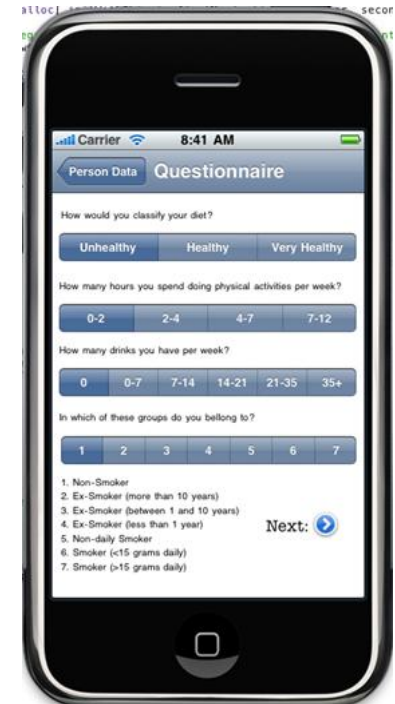 alloc]
secon
Carrier 8:41 AM
Person Data Questionnaire
How would you classify your diet?
Unhealthy Healthy Very Healthy
How many hours you spend doing physical activities per week?
0-2 2-4 4-7 7-12
How many drinks you have per week?
0 0-7 7-14 14-21 21-35 35+
In which of these groups do you bellong to?
1 2 3 4 5 6 7
1. Non-Smoker
2. Ex-Smoker (more than 10 years)
3. Ex-Smoker (between 1 and 10 years)
4. Ex-Smoker (less than 1 year)
5. Non-daily Smoker
6. Smoker (<15 grams daily)
7. Smoker (>15 grams daily)
Next: